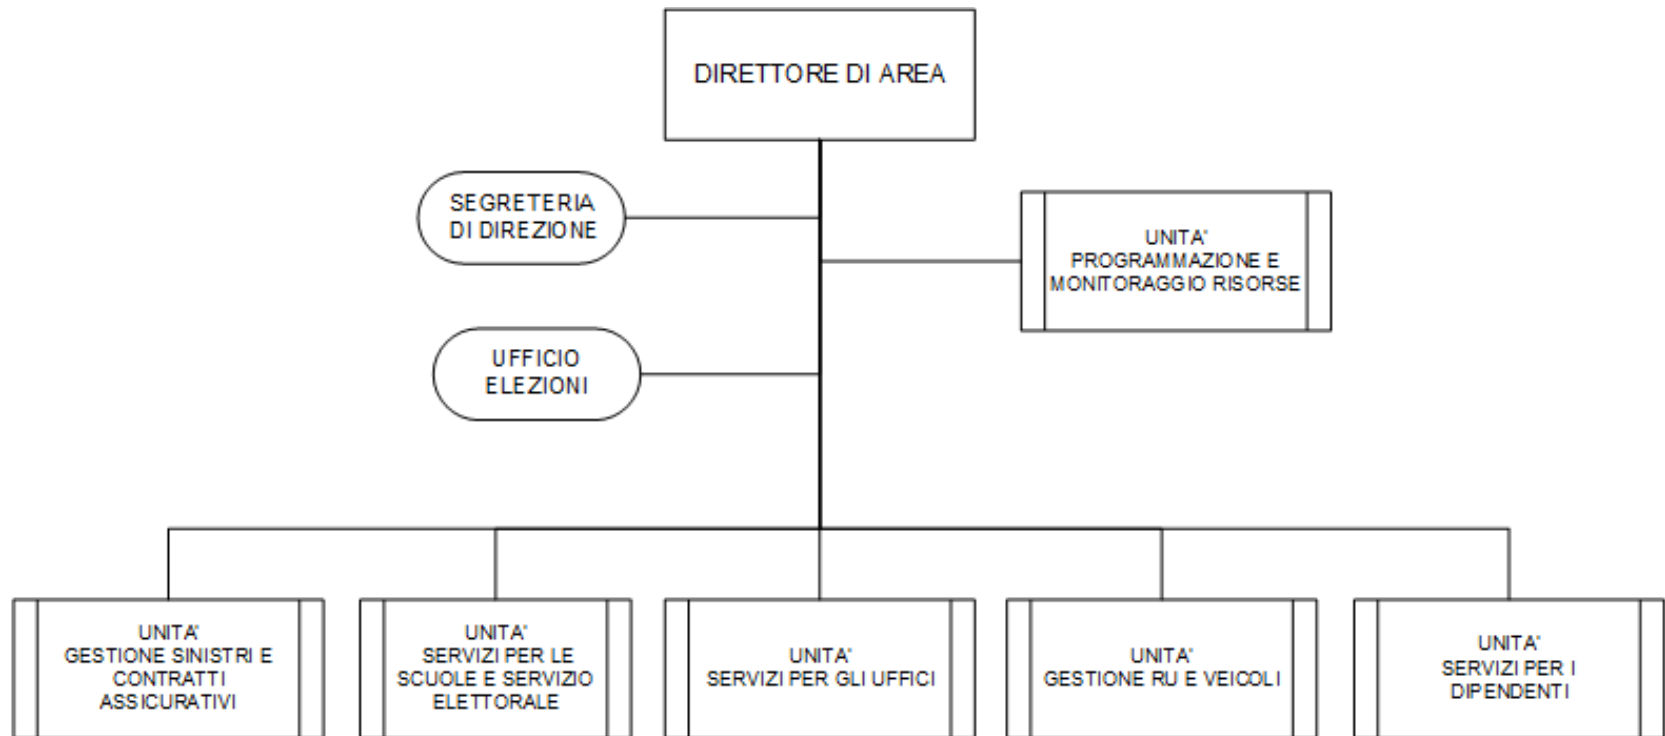 DIRETTORE DI AREA
SEGRETERIA
DI DIREZIONE
UNITA'
PROGRAMMAZIONE E
MONITORAGGIO RISORSE
UFFICIO
ELEZIONI
UNITA'
GESTIONE SINISTRI E
CONTRATTI
ASSICURATIVI
UNITA'
SERVIZI PER LE
SCUOLE E SERVIZIO
ELETTORALE
UNITA'
SERVIZI PER GLI UFFICI
UNITA'
GESTIONE RU E VEICOLI
UNITA'
SERVIZI PER I
DIPENDENTI